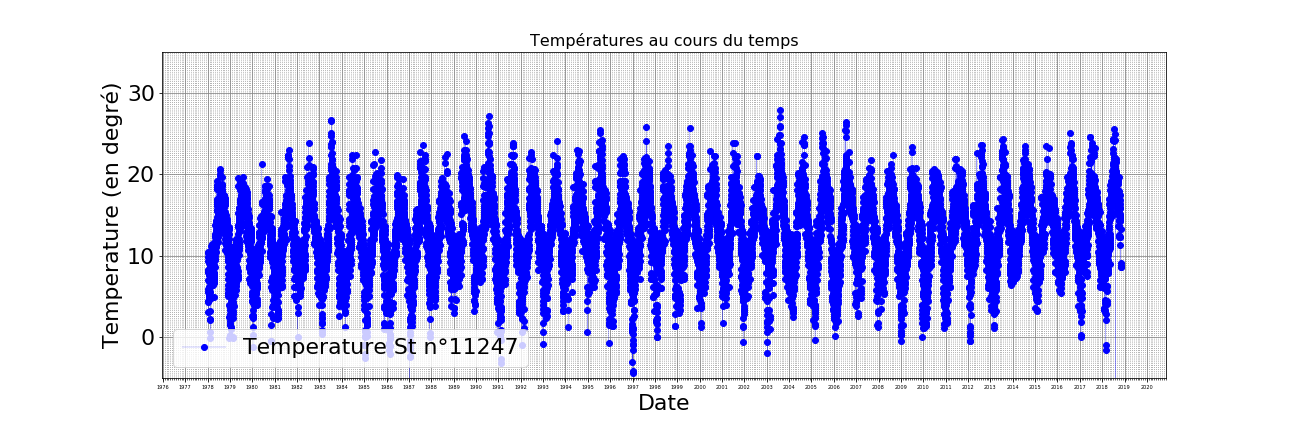 Températures au cours du temps
Temperature (en degré)
30
20
10
0
Temperature St n°11247
1976 1977 1978 1979 1980 1981 1982 1983 1984 1985 1986 1987 1988 1989 1990 1991 1992 1993 1994 1995 1996 1997 1998 1999 2000 2001 2002 2003 2004 2005 2006 2007 2008 2009 2010 2011 2012 2013 2014 2015 2016 2017 2018 2019 2020
Date